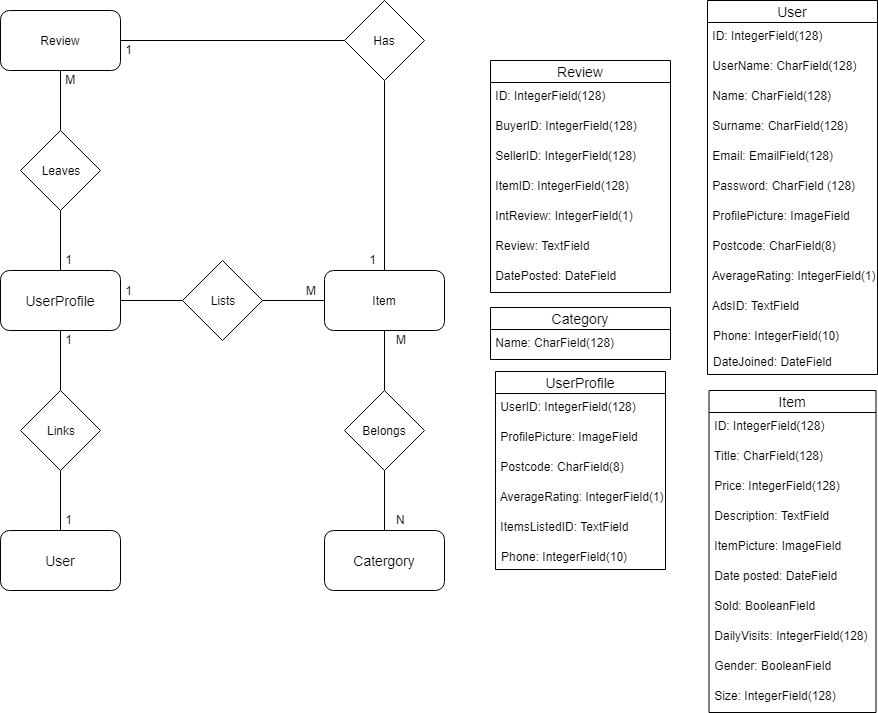 Review
1
Has
M
Leaves
1
UserProfile
1
Lists
M
1
Item
1
M
Links
Belongs
1
N
User
Catergory
Review
ID: IntegerField(128)
BuyerID: IntegerField(128)
SellerID: IntegerField(128)
ItemID: IntegerField(128)
IntReview: IntegerField(1)
Review: TextField
DatePosted: DateField
Category
Name: CharField(128)
UserProfile
UserID: IntegerField(128)
ProfilePicture: ImageField
Postcode: CharField(8)
AverageRating: IntegerField(1)
ItemsListedID: TextField
Phone: IntegerField(10)
User
ID: IntegerField(128)
UserName: CharField(128)
Name: CharField(128)
Surname: CharField(128)
Email: EmailField(128)
Password: CharField (128)
ProfilePicture: ImageField
Postcode: CharField(8)
AverageRating: IntegerField(1)
AdsID: TextField
Phone: IntegerField(10)
DateJoined: DateField
Item
ID: IntegerField(128)
Title: CharField(128)
Price: IntegerField(128)
Description: TextField
ItemPicture: ImageField
Date posted: DateField
Sold: BooleanField
DailyVisits: IntegerField(128)
Gender: BooleanField
Size: IntegerField(128)